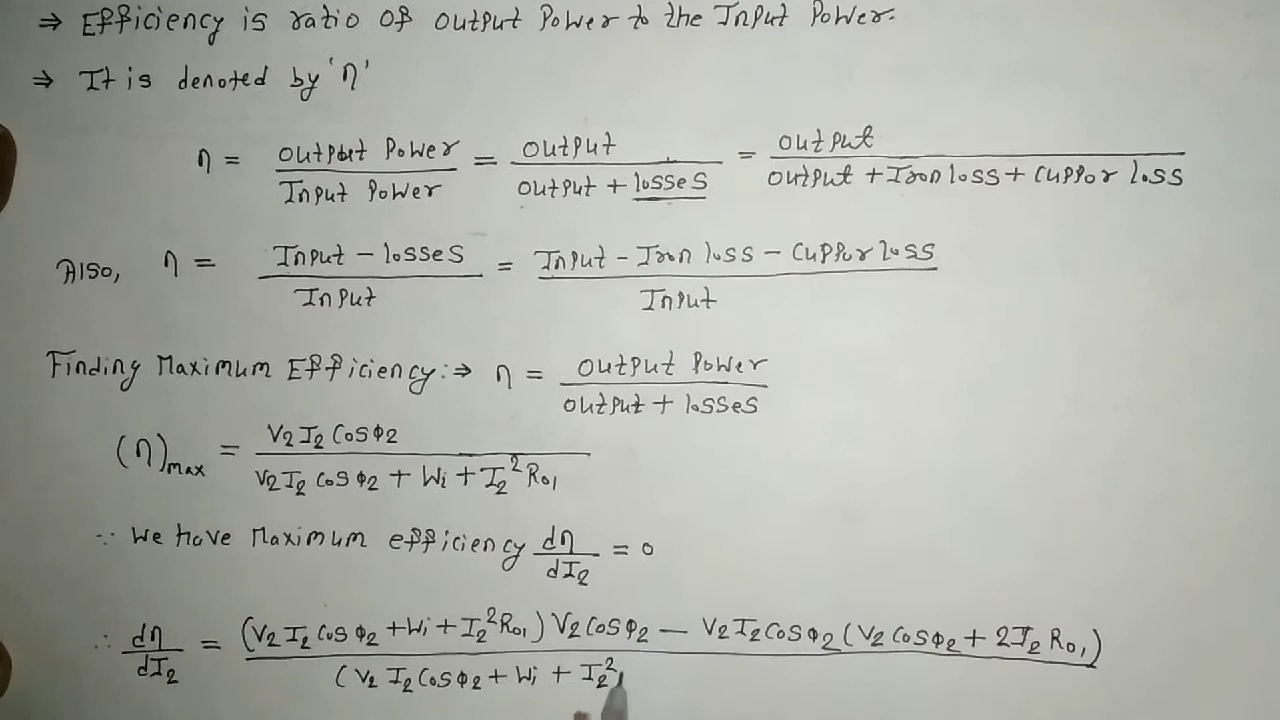 ⇒ Efficiency is ratio of output Power to the Input Power.
⇒ It is denoted by 'η'
η = Output Power / Input Power = output / output + losses = output / output + Iron loss + Cuppor loss
Also, η = Input - losses / Input = Input - Iron loss - Cuppor loss / Input
Finding Maximum Efficiency:⇒ η = output Power / output + losses
(η)max = V2 I2 Cos Φ2 / V2 I2 Cos Φ2 + Wi + I2² R01
∵ We have Maximum efficiency dη / dI2 = 0
∴ dη / dI2 = (V2 I2 Cos Φ2 + Wi + I2² R01) V2 Cos Φ2 - V2 I2 Cos Φ2 (V2 Cos Φ2 + 2 I2 R01) / (V2 I2 Cos Φ2 + Wi + I2²